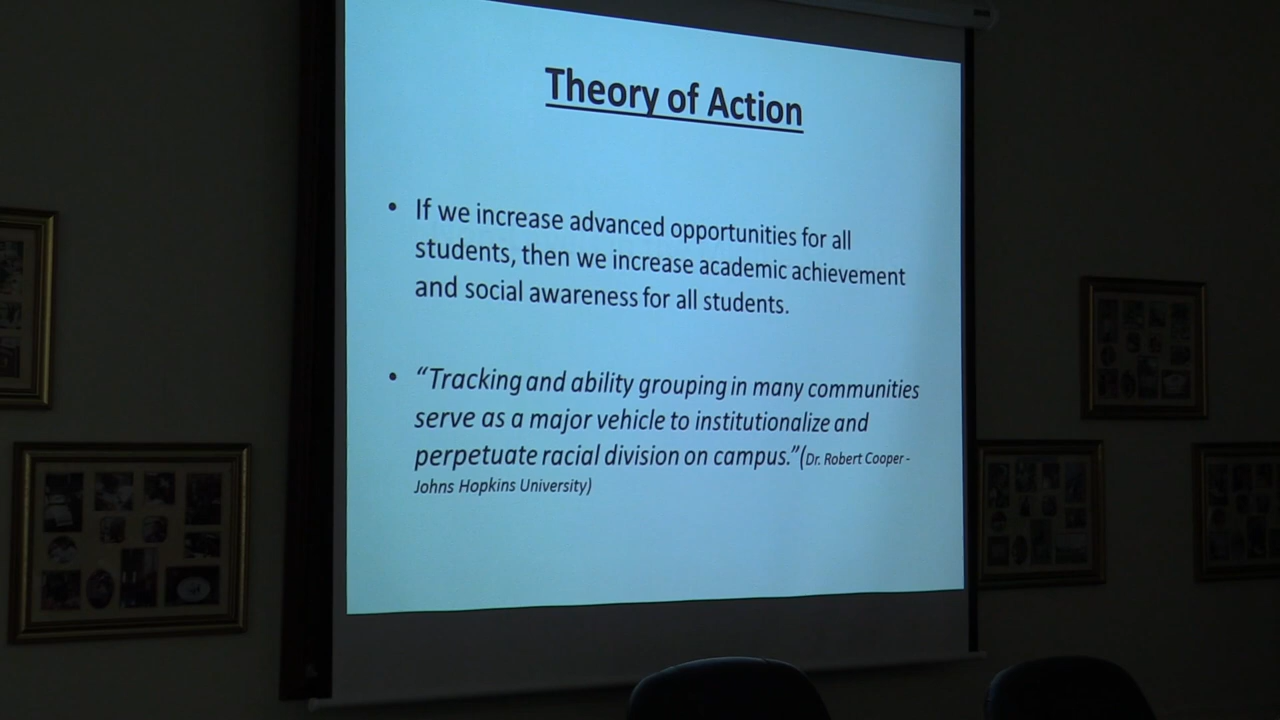 Theory of Action
• If we increase advanced opportunities for all
students, then we increase academic achievement
and social awareness for all students.
• “Tracking and ability grouping in many communities
serve as a major vehicle to institutionalize and
perpetuate racial division on campus.”(Dr. Robert Cooper -
Johns Hopkins University)